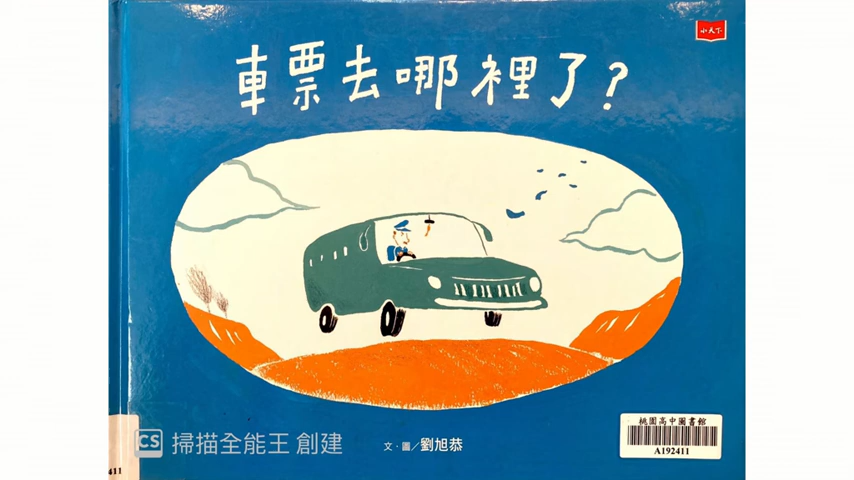 小天下
車票去哪裡了?
文·圖/劉旭恭
桃園高中圖書館
A192411
411
CS 掃描全能王 創建